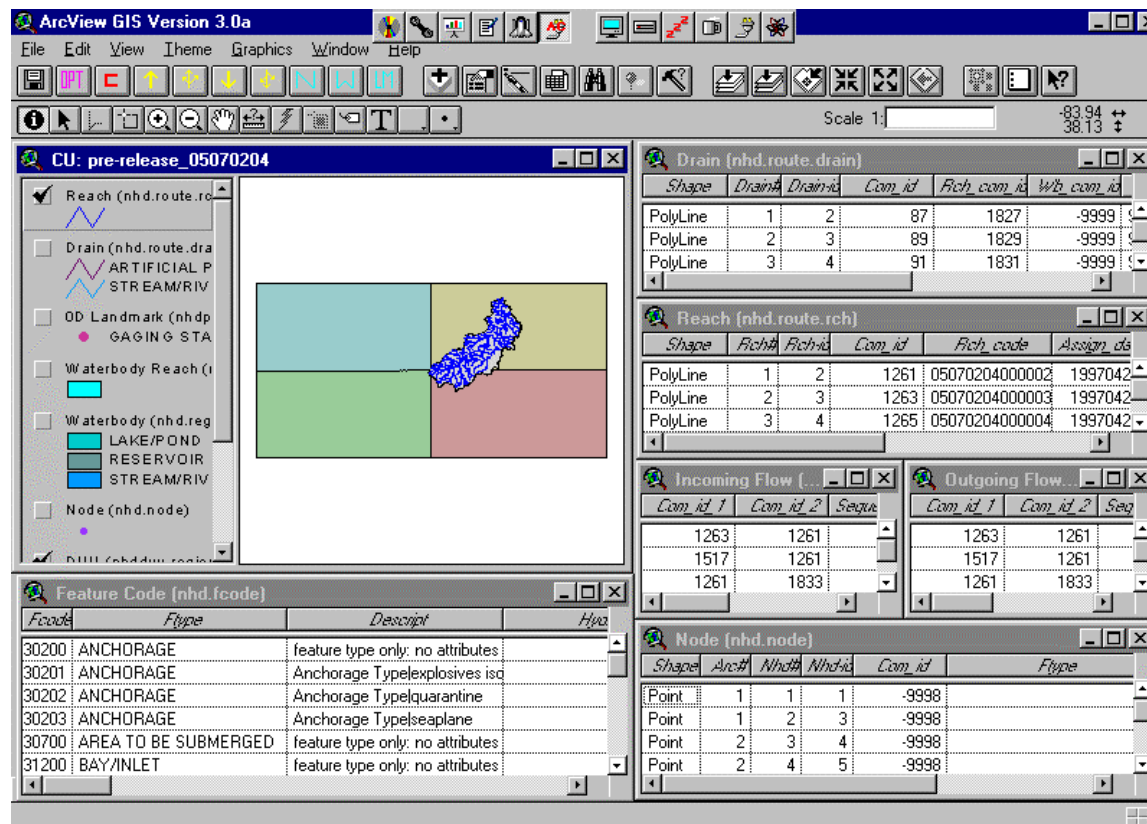 ArcView GIS Version 3.0a
File Edit View Theme Graphics Window Help
OPT
Scale 1:
-83.94
38.13
CU: pre-release_05070204
Reach (nhd.route.rc
Drain (nhd.route.dra
ARTIFICIAL P
STREAM/RIV
OD Landmark (nhdp
GAGING STA
Waterbody Reach (
Waterbody (nhd.reg
LAKE/POND
RESERVOIR
STREAM/RIV
Node (nhd.node)
Drain (nhd.route.drain)
Shape Drain# Drain-id Com_id Rch_com_id Wb_com_id
PolyLine 1 2 87 1827 -9999
PolyLine 2 3 89 1829 -9999
PolyLine 3 4 91 1831 -9999
Reach (nhd.route.rch)
Shape Rch# Rch-id Com_id Rch_code Assign_da
PolyLine 1 2 1261 05070204000002 1997042
PolyLine 2 3 1263 05070204000003 1997042
PolyLine 3 4 1265 05070204000004 1997042
Incoming Flow (...
Com_id_1 Com_id_2 Seque
1263 1261
1517 1261
1261 1833
Outgoing Flow...
Com_id_1 Com_id_2 Seq
1263 1261
1517 1261
1261 1833
Feature Code (nhd.fcode)
Fcode Ftype Descript Hyd
30200 ANCHORAGE feature type only: no attributes
30201 ANCHORAGE Anchorage Type|explosives iso
30202 ANCHORAGE Anchorage Type|quarantine
30203 ANCHORAGE Anchorage Type|seaplane
30700 AREA TO BE SUBMERGED feature type only: no attributes
31200 BAY/INLET feature type only: no attributes
Node (nhd.node)
Shape Arc# Nhd# Nhd-id Com_id Ftype
Point 1 1 1 -9998
Point 1 2 3 -9998
Point 2 3 4 -9998
Point 2 4 5 -9998